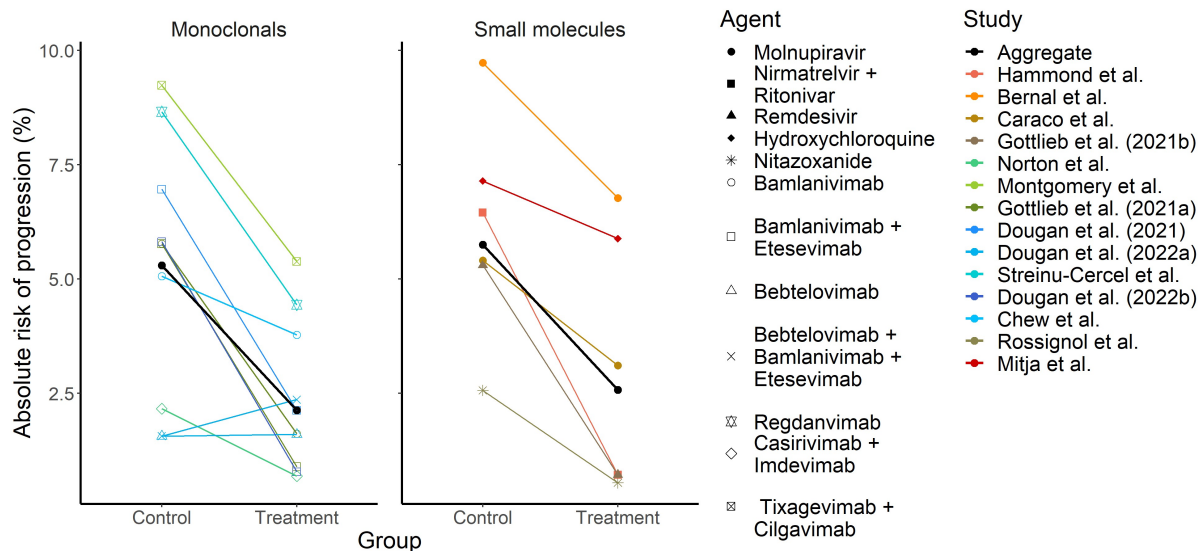 Monoclonals
Small molecules
Absolute risk of progression (%)
10.0
7.5
5.0
2.5
Control
Treatment
Control
Treatment
Group
Agent
Molnupiravir
Nirmatrelvir +
Ritonivar
Remdesivir
Hydroxychloroquine
Nitazoxanide
Bamlanivimab
Bamlanivimab +
Etesevimab
Bebtelovimab
Bebtelovimab +
Bamlanivimab +
Etesevimab
Regdanvimab
Casirivimab +
Imdevimab
Tixagevimab +
Cilgavimab
Study
Aggregate
Hammond et al.
Bernal et al.
Caraco et al.
Gottlieb et al. (2021b)
Norton et al.
Montgomery et al.
Gottlieb et al. (2021a)
Dougan et al. (2021)
Dougan et al. (2022a)
Streinu-Cercel et al.
Dougan et al. (2022b)
Chew et al.
Rossignol et al.
Mitja et al.